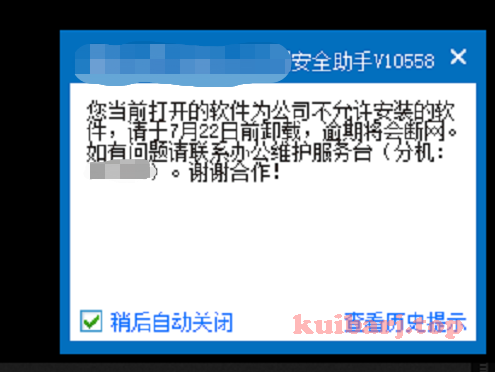 安全助手V10558
您当前打开的软件为公司不允许安装的软
件，请于7月22日前卸载，逾期将会断网。
如有问题请联系办公维护服务台（分机：
）。谢谢合作!
稍后自动关闭
查看历史提示
kuibarj.top